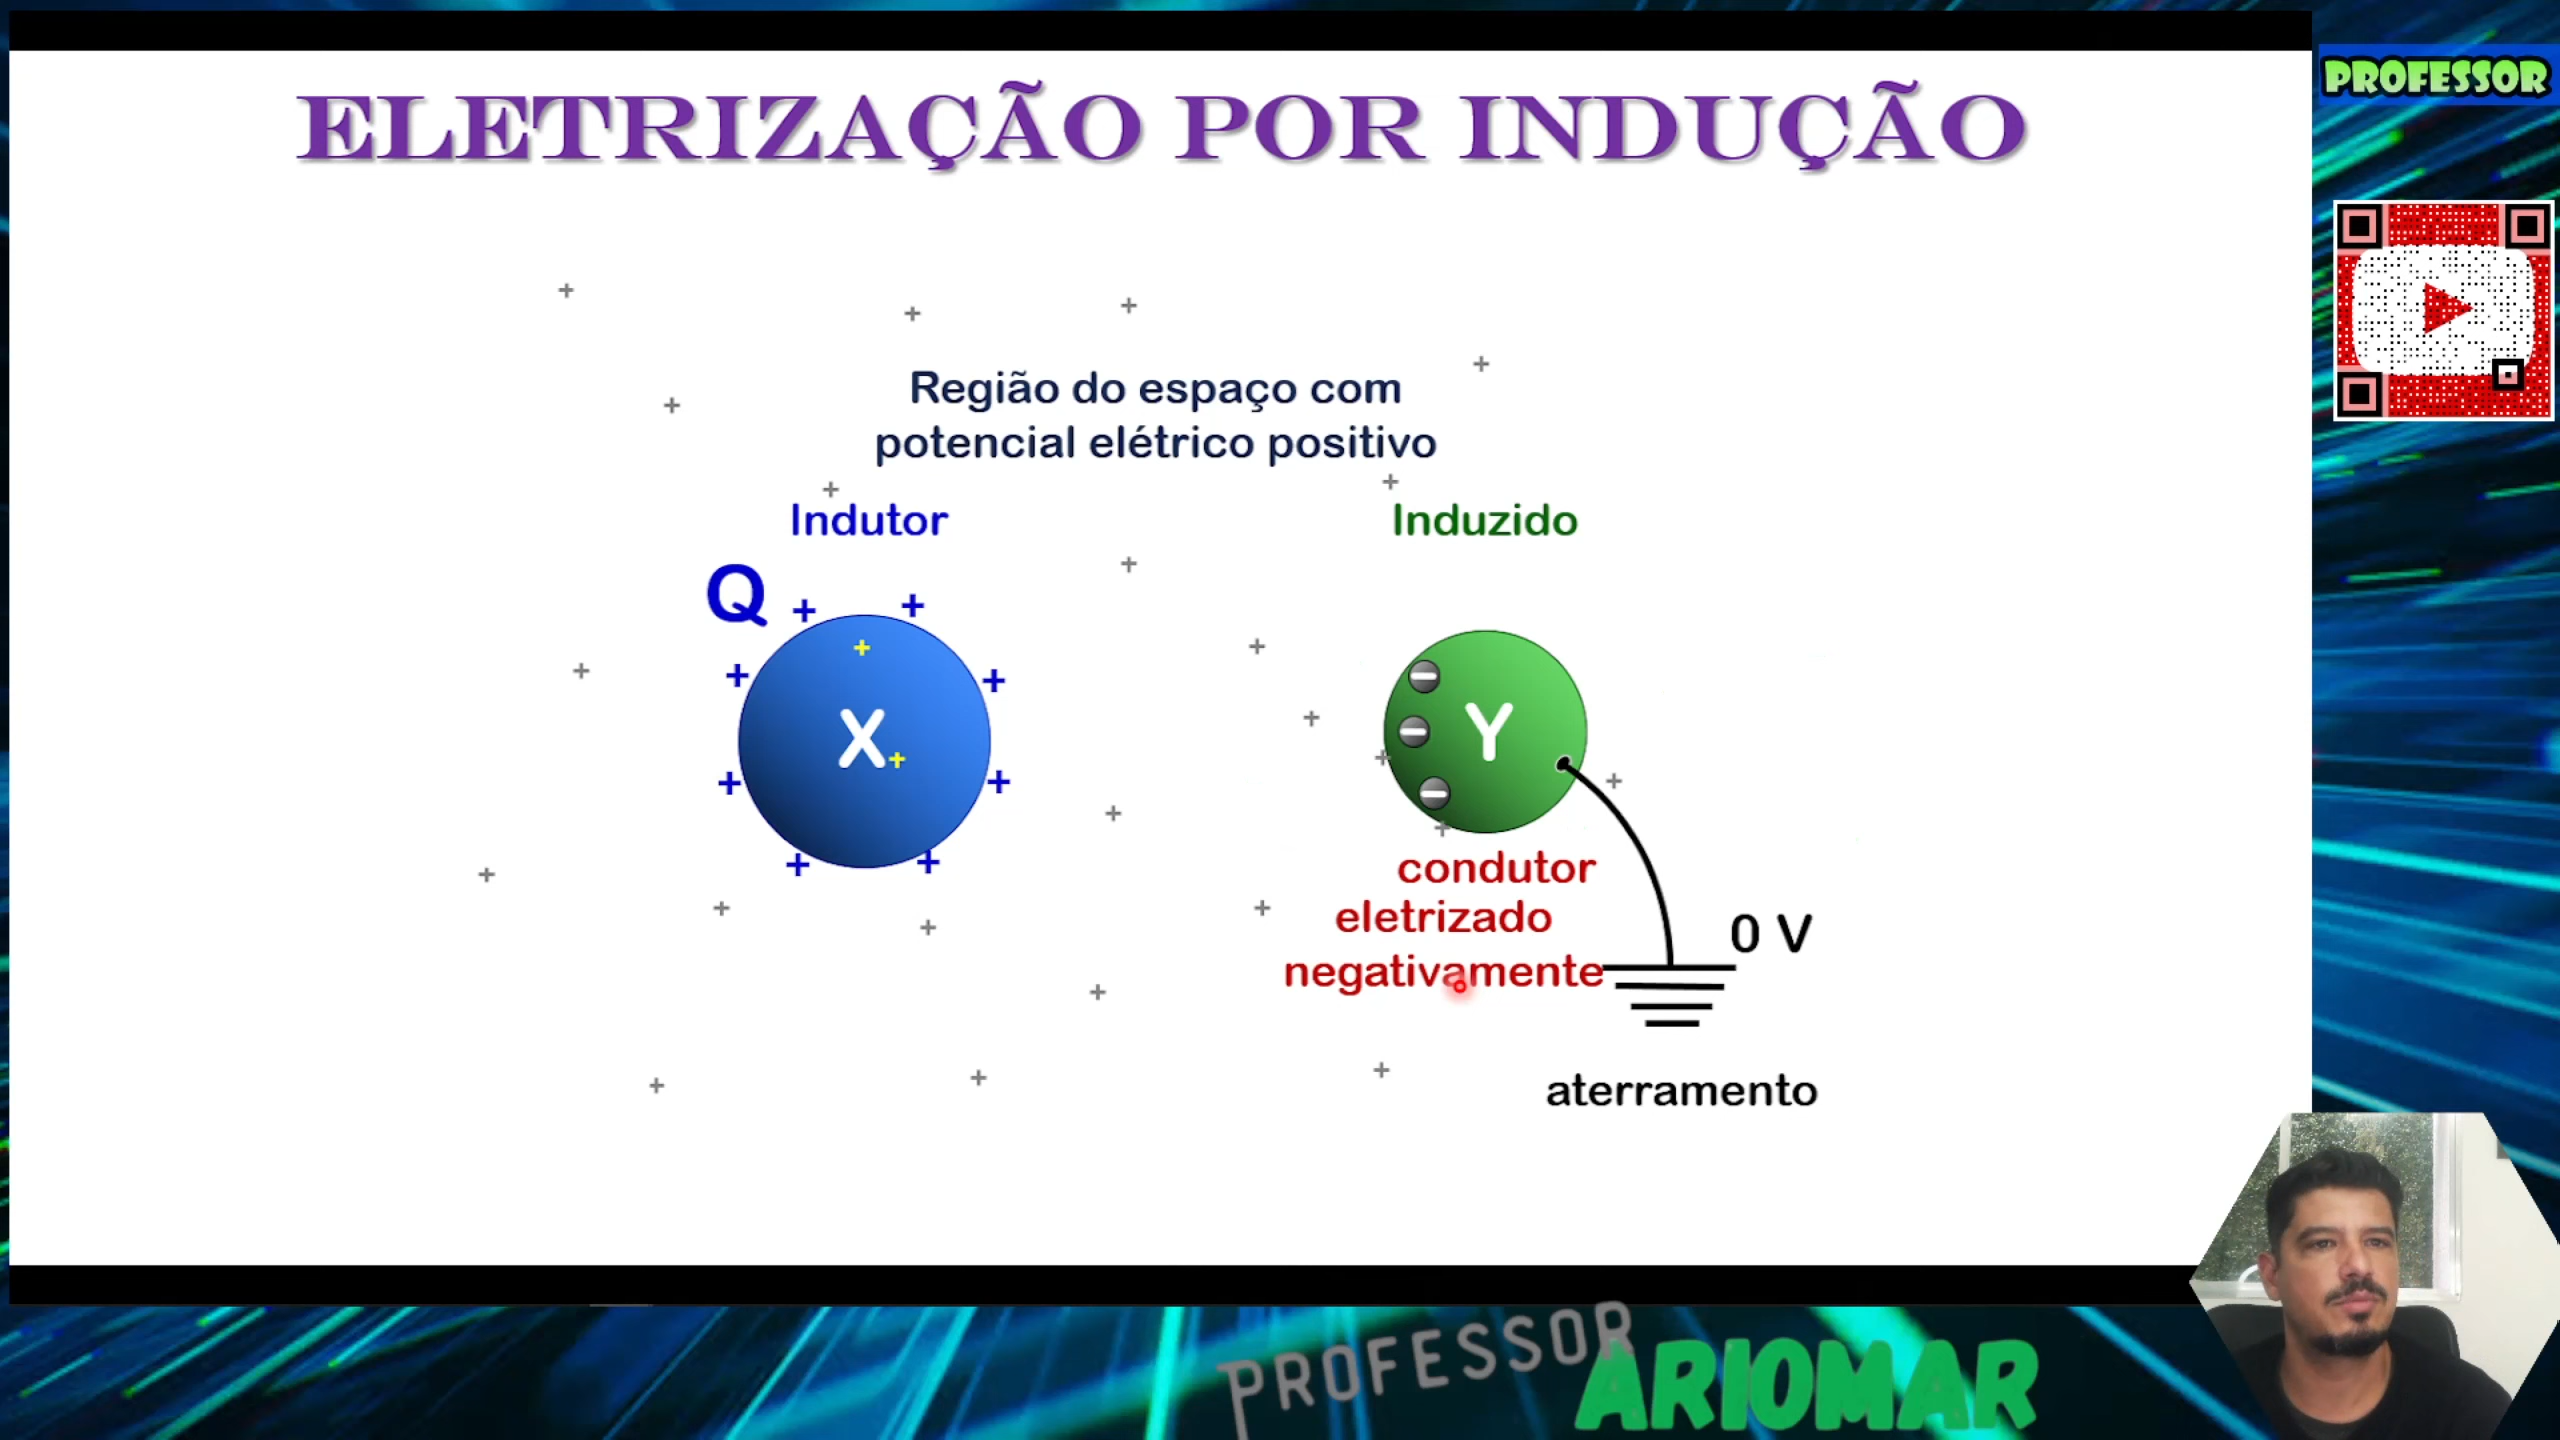 PROFESSOR
ELETRIZAÇÃO POR INDUÇÃO
Região do espaço com
potencial elétrico positivo
Indutor
Induzido
Q
X
Y
condutor
eletrizado
negativamente
0 V
aterramento
PROFESSOR
ARIOMAR